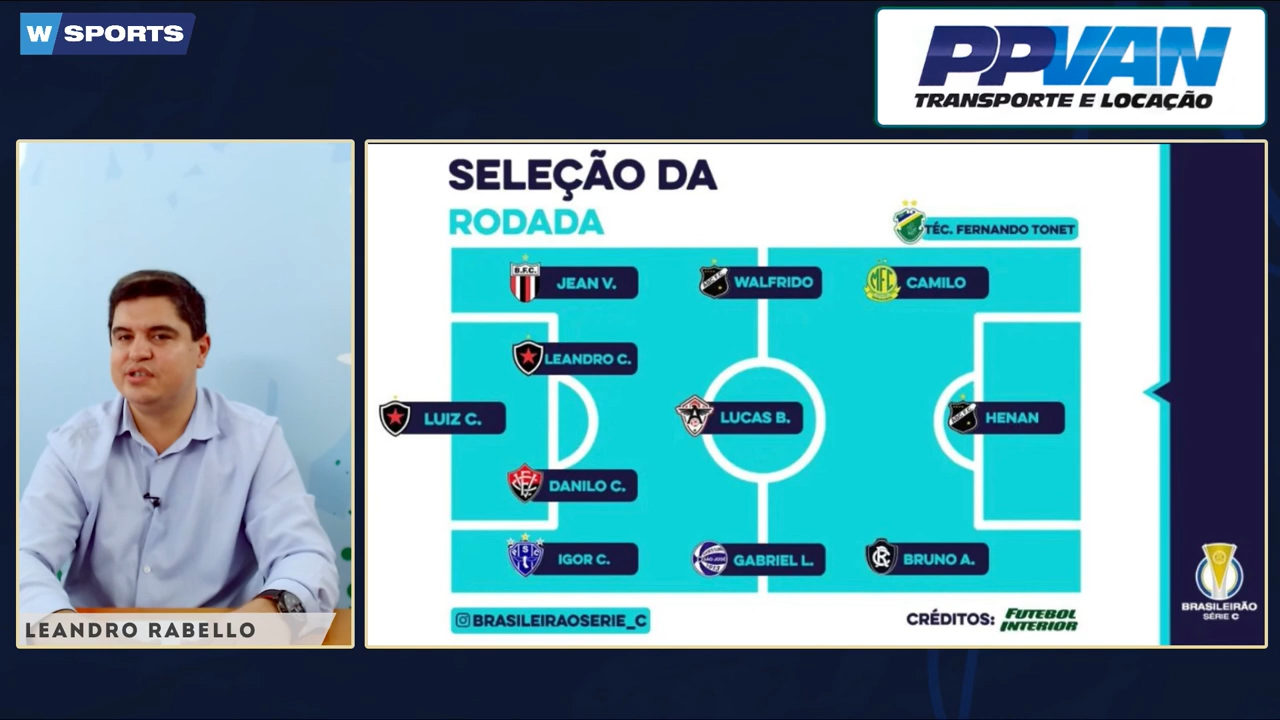 W SPORTS
PPVAN
TRANSPORTE E LOCAÇÃO
SELEÇÃO DA
RODADA
TÉC. FERNANDO TONET
B.F.C.
JEAN V.
WALFRIDO
MFC
CAMILO
LEANDRO C.
LUIZ C.
LUCAS B.
HENAN
DANILO C.
IGOR C.
GABRIEL L.
BRUNO A.
BRASILEIRAOSERIE_C
CRÉDITOS: FUTEBOL INTERIOR
BRASILEIRÃO
SÉRIE C
LEANDRO RABELLO